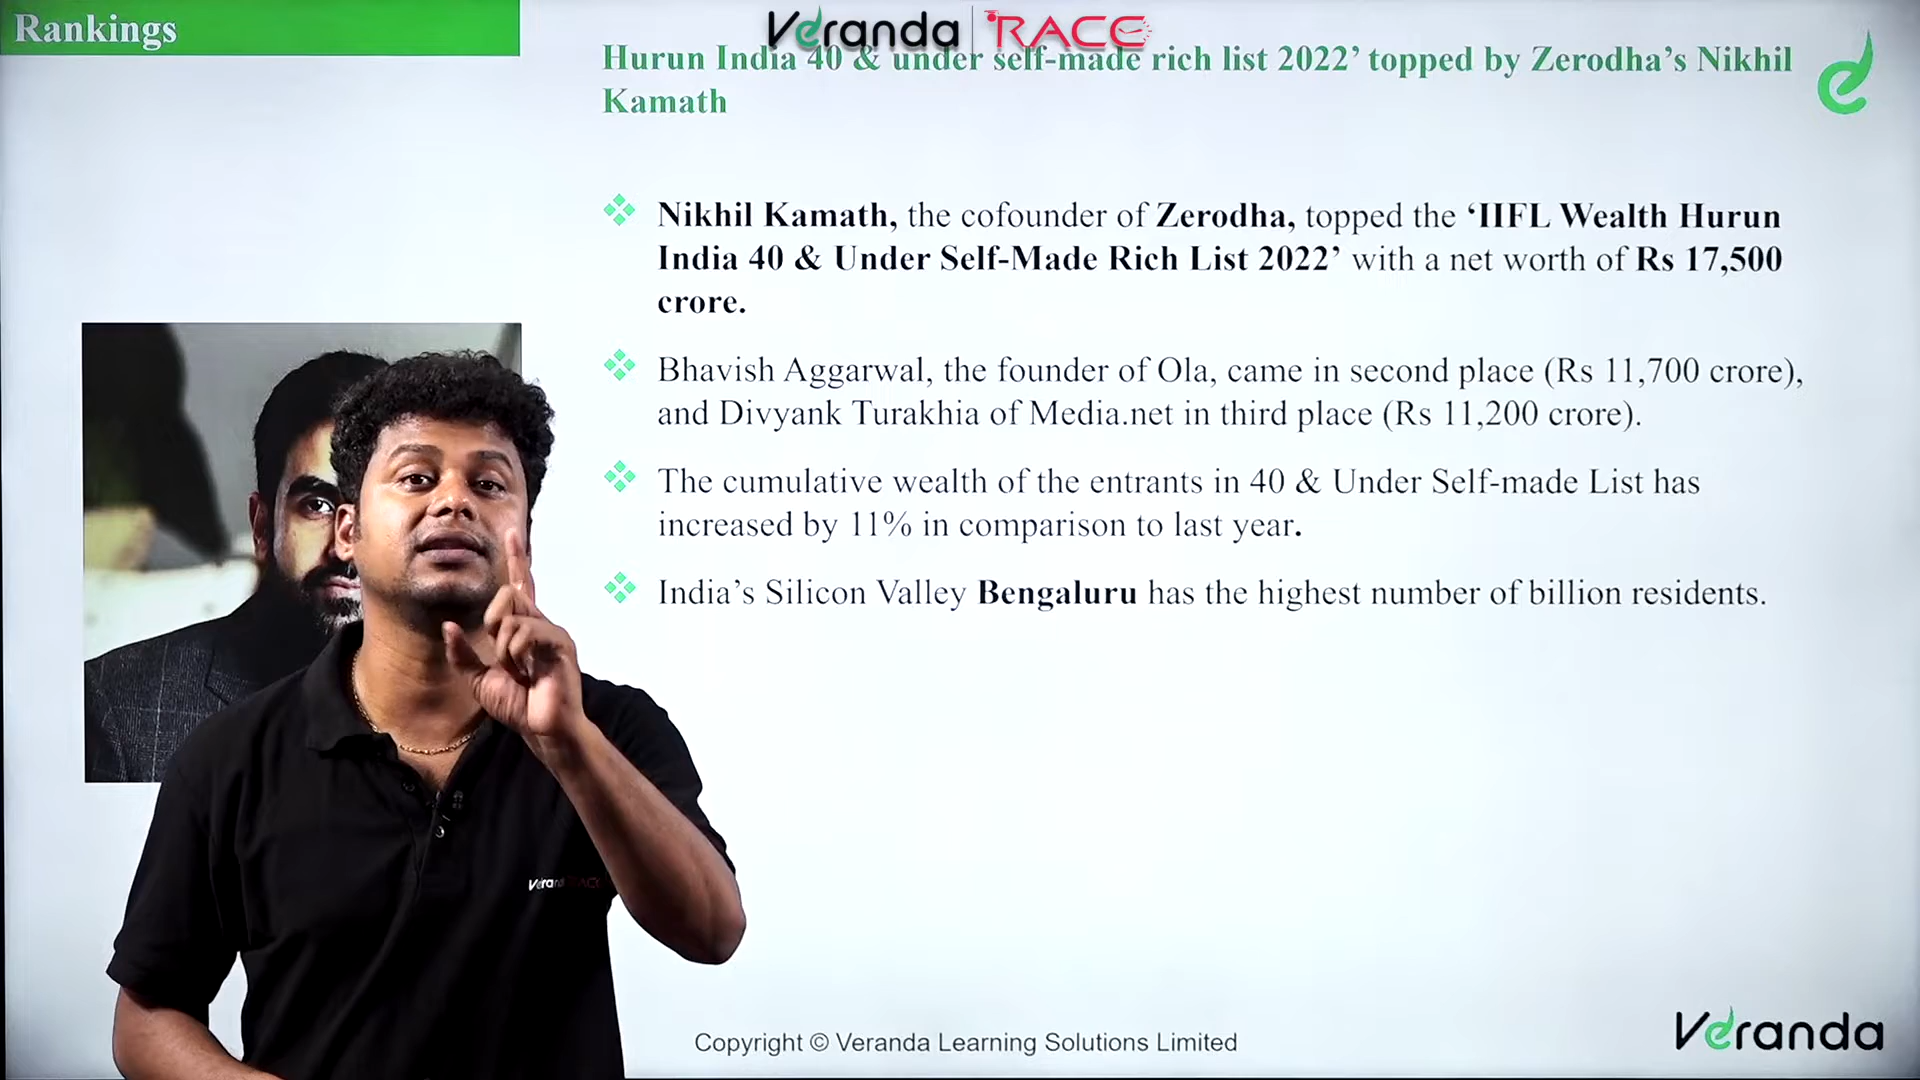 Rankings
Veranda RACE
Hurun India 40 & under self-made rich list 2022’ topped by Zerodha’s Nikhil
Kamath
Nikhil Kamath, the cofounder of Zerodha, topped the ‘IIFL Wealth Hurun
India 40 & Under Self-Made Rich List 2022’ with a net worth of Rs 17,500
crore.
Bhavish Aggarwal, the founder of Ola, came in second place (Rs 11,700 crore),
and Divyank Turakhia of Media.net in third place (Rs 11,200 crore).
The cumulative wealth of the entrants in 40 & Under Self-made List has
increased by 11% in comparison to last year.
India’s Silicon Valley Bengaluru has the highest number of billion residents.
Veranda RACE
Copyright © Veranda Learning Solutions Limited
Veranda